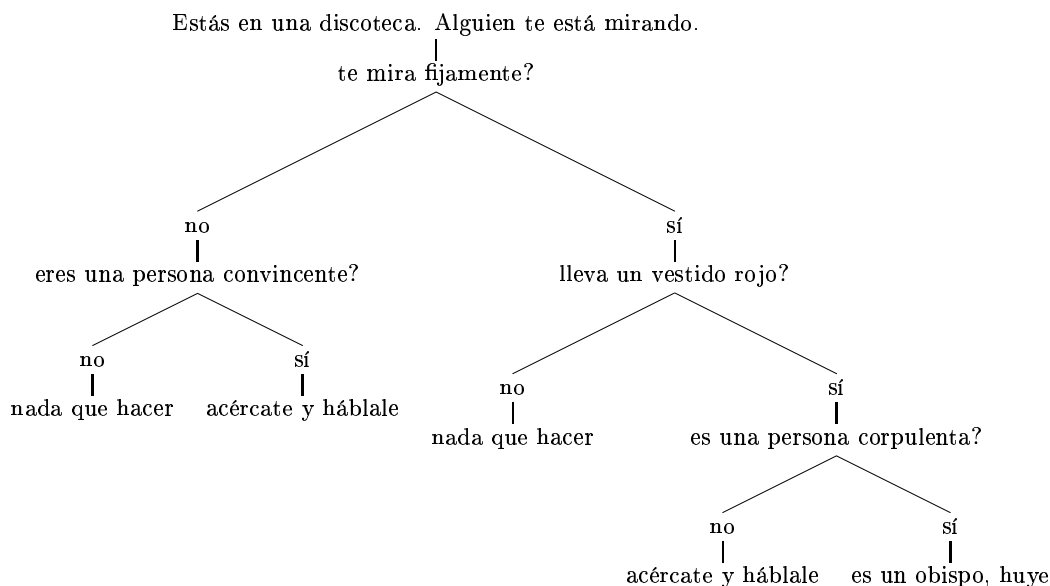 Estás en una discoteca. Alguien te está mirando.
te mira fijamente?
no
sí
eres una persona convincente?
lleva un vestido rojo?
no
sí
no
sí
nada que hacer
acércate y háblale
nada que hacer
es una persona corpulenta?
no
sí
acércate y háblale
es un obispo, huye